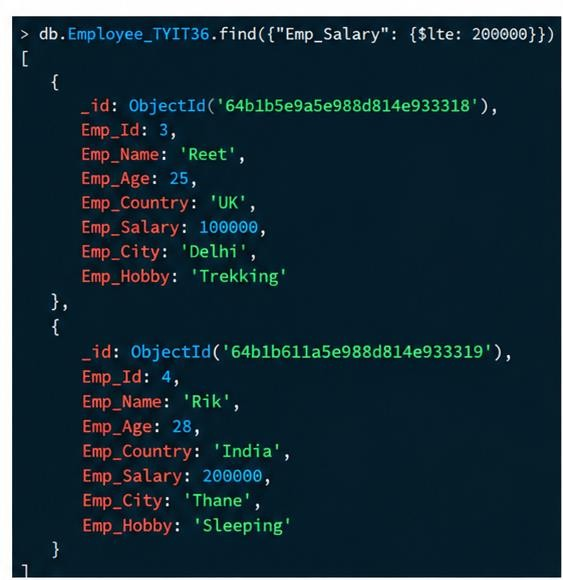 > db.Employee_TYIT36.find({"Emp_Salary": {$lte: 200000}})
[
{
_id: ObjectId('64b1b5e9a5e988d814e933318'),
Emp_Id: 3,
Emp_Name: 'Reet',
Emp_Age: 25,
Emp_Country: 'UK',
Emp_Salary: 100000,
Emp_City: 'Delhi',
Emp_Hobby: 'Trekking'
},
{
_id: ObjectId('64b1b611a5e988d814e933319'),
Emp_Id: 4,
Emp_Name: 'Rik',
Emp_Age: 28,
Emp_Country: 'India',
Emp_Salary: 200000,
Emp_City: 'Thane',
Emp_Hobby: 'Sleeping'
}
]